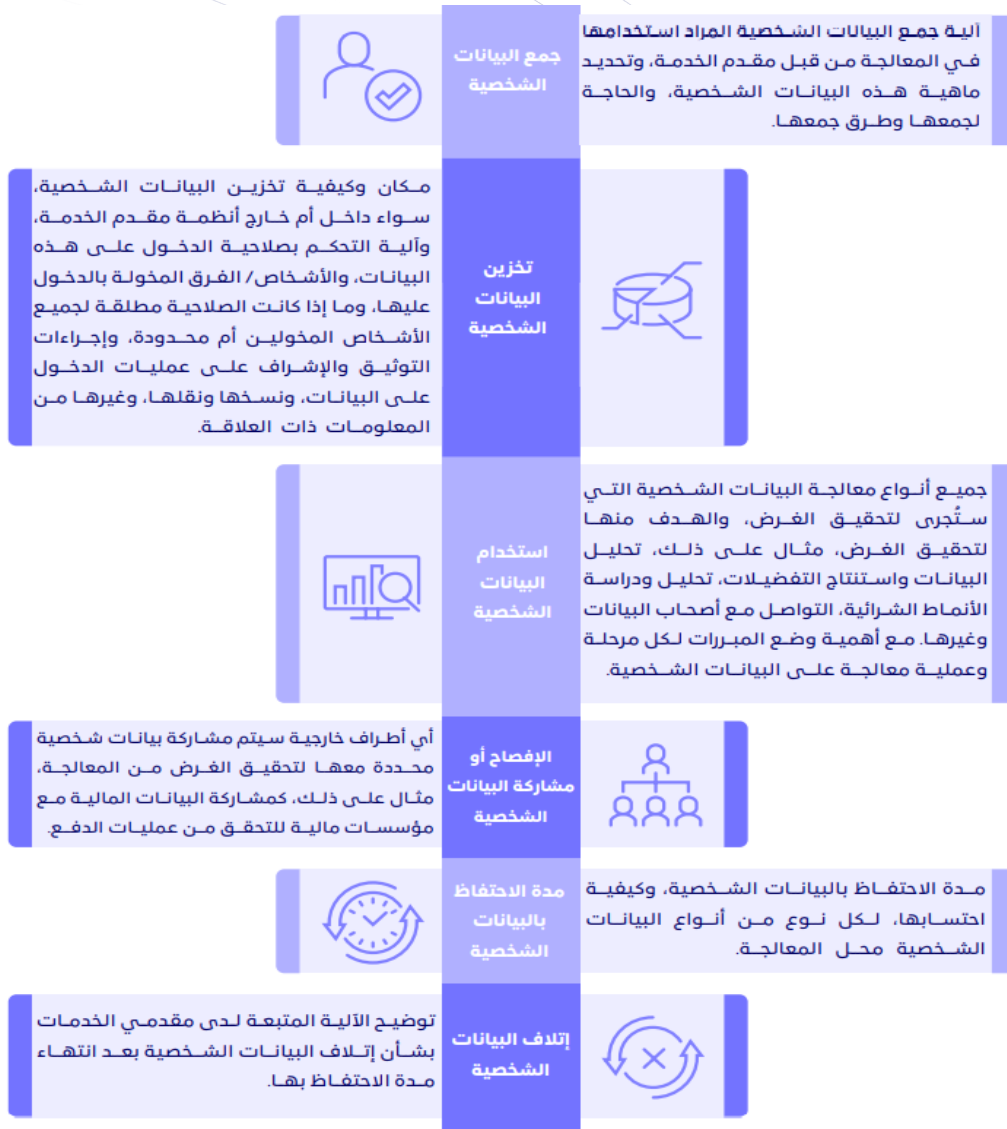 جمع البيانات
الشخصية
آلية جمع البيانات الشخصية المراد استخدامها
في المعالجة من قبل مقدم الخدمة، وتحديد
ماهية هذه البيانات الشخصية، والحاجة
لجمعها وطرق جمعها.
تخزين
البيانات
الشخصية
مكان وكيفية تخزين البيانات الشخصية،
سواء داخل أم خارج أنظمة مقدم الخدمة،
وآلية التحكم بصلاحية الدخول على هذه
البيانات، والأشخاص/ الفرق المخولة بالدخول
عليها، وما إذا كانت الصلاحية مطلقة لجميع
الأشخاص المخولين أم محدودة، وإجراءات
التوثيق والإشراف على عمليات الدخول
على البيانات، ونسخها ونقلها، وغيرها من
المعلومات ذات العلاقة.
استخدام
البيانات
الشخصية
جميع أنواع معالجة البيانات الشخصية التي
ستُجرى لتحقيق الغرض، والهدف منها
لتحقيق الغرض، مثال على ذلك، تحليل
البيانات واستنتاج التفضيلات، تحليل ودراسة
الأنماط الشرائية، التواصل مع أصحاب البيانات
وغيرها. مع أهمية وضع المبررات لكل مرحلة
وعملية معالجة على البيانات الشخصية.
الإفصاح أو
مشاركة البيانات
الشخصية
أي أطراف خارجية سيتم مشاركة بيانات شخصية
محددة معها لتحقيق الغرض من المعالجة،
مثال على ذلك، كمشاركة البيانات المالية مع
مؤسسات مالية للتحقق من عمليات الدفع.
مدة الاحتفاظ
بالبيانات
الشخصية
مدة الاحتفاظ بالبيانات الشخصية، وكيفية
احتسابها، لكل نوع من أنواع البيانات
الشخصية محل المعالجة.
إتلاف البيانات
الشخصية
توضيح الآلية المتبعة لدى مقدمي الخدمات
بشأن إتلاف البيانات الشخصية بعد انتهاء
مدة الاحتفاظ بها.